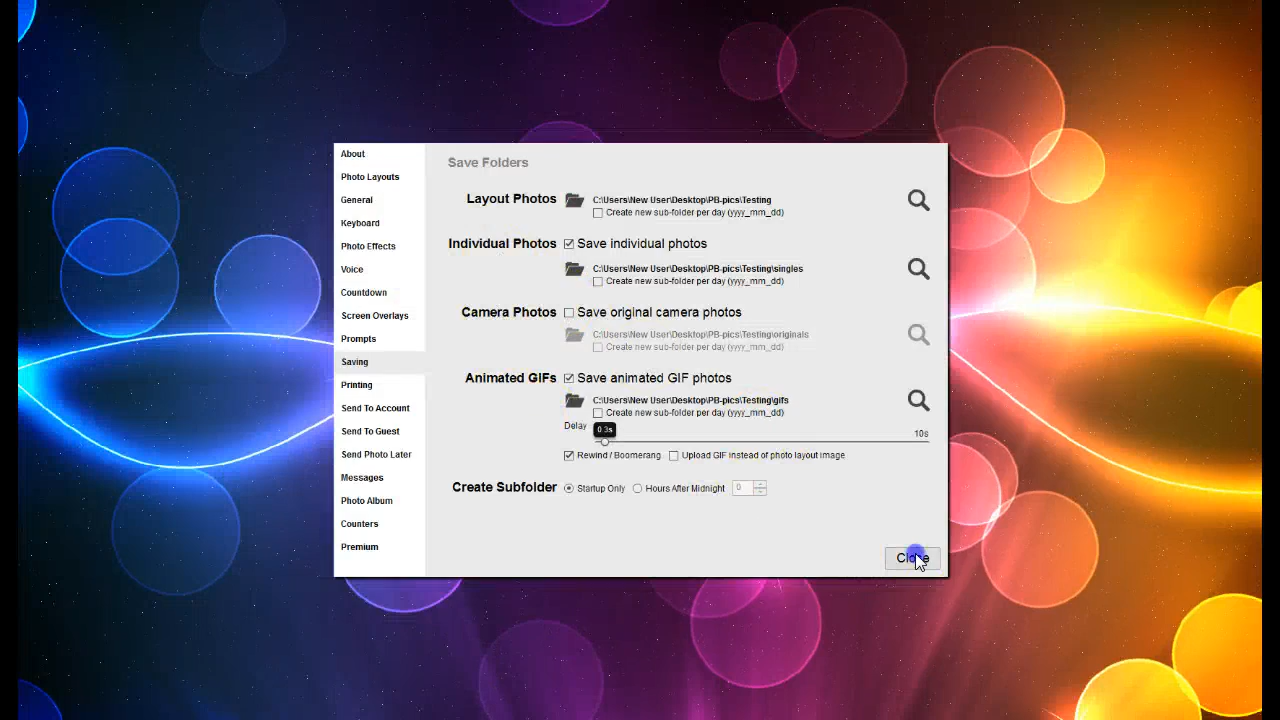 About
Photo Layouts
General
Keyboard
Photo Effects
Voice
Countdown
Screen Overlays
Prompts
Saving
Printing
Send To Account
Send To Guest
Send Photo Later
Messages
Photo Album
Counters
Premium
Save Folders
Layout Photos C:\Users\New User\Desktop\PB-pics\Testing
Create new sub-folder per day (yyyy_mm_dd)
Individual Photos Save individual photos
C:\Users\New User\Desktop\PB-pics\Testing\singles
Create new sub-folder per day (yyyy_mm_dd)
Camera Photos Save original camera photos
C:\Users\New User\Desktop\PB-pics\Testing\originals
Create new sub-folder per day (yyyy_mm_dd)
Animated GIFs Save animated GIF photos
C:\Users\New User\Desktop\PB-pics\Testing\gifs
Create new sub-folder per day (yyyy_mm_dd)
Delay 0.3s 10s
Rewind / Boomerang Upload GIF instead of photo layout image
Create Subfolder Startup Only Hours After Midnight 0
Close